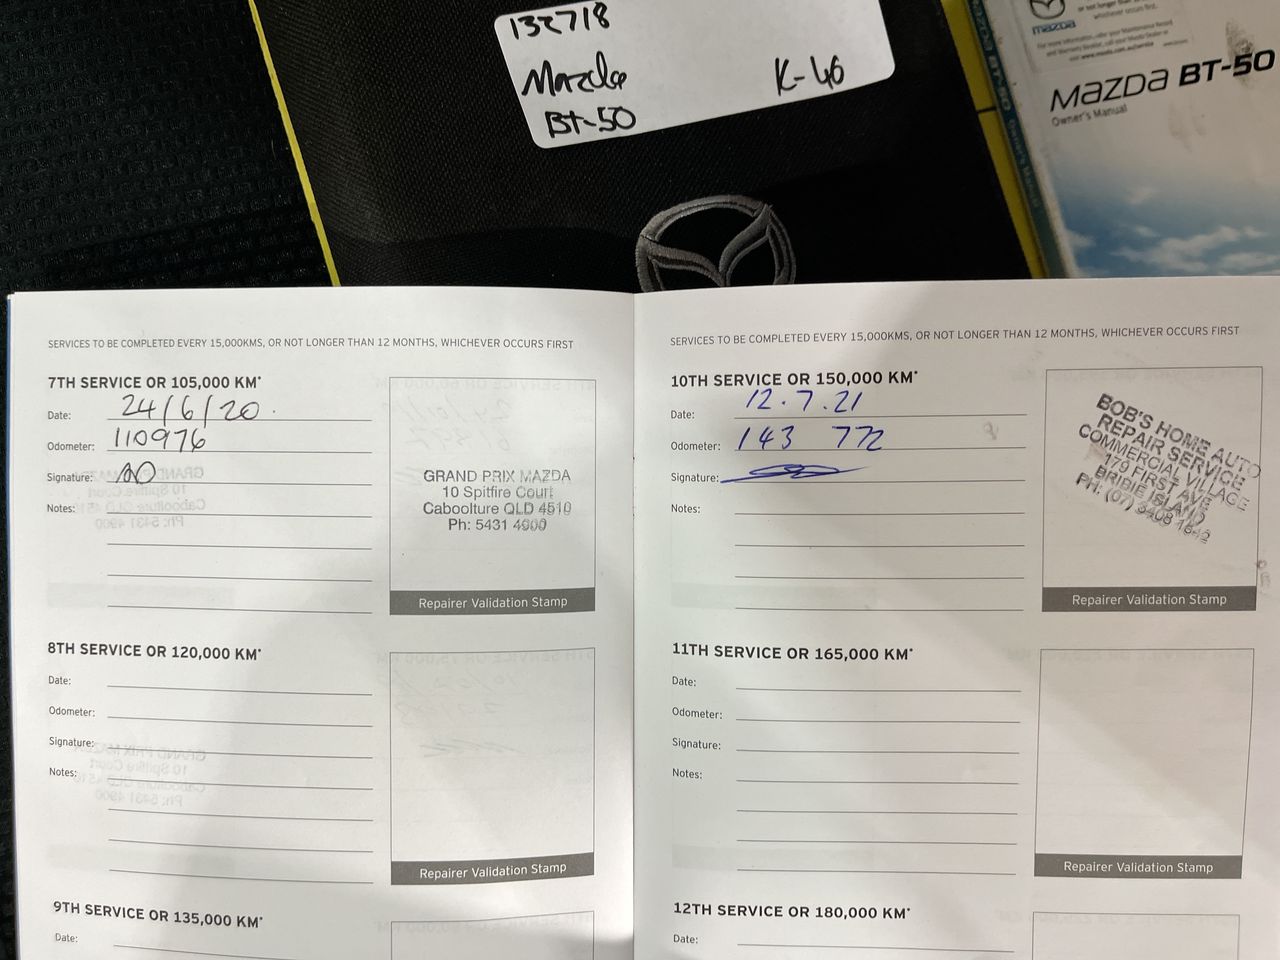 132718
Mazda
BT-50
K-46
mazda
MAZDA BT-50
Owner's Manual
SERVICES TO BE COMPLETED EVERY 15,000KMS, OR NOT LONGER THAN 12 MONTHS, WHICHEVER OCCURS FIRST
7TH SERVICE OR 105,000 KM*
Date: 24/6/20
Odometer: 110976
Signature:
Notes:
GRAND PRIX MAZDA
10 Spitfire Court
Caboolture QLD 4510
Ph: 5431 4900
Repairer Validation Stamp
8TH SERVICE OR 120,000 KM*
Date:
Odometer:
Signature:
Notes:
Repairer Validation Stamp
9TH SERVICE OR 135,000 KM*
Date:
SERVICES TO BE COMPLETED EVERY 15,000KMS, OR NOT LONGER THAN 12 MONTHS, WHICHEVER OCCURS FIRST
10TH SERVICE OR 150,000 KM*
Date: 12.7.21
Odometer: 143 772
Signature:
Notes:
BOB'S HOME AUTO
REPAIR SERVICE
COMMERCIAL VILLAGE
179 FIRST AVE
BRIBIE ISLAND
PH: (07) 3408 1642
Repairer Validation Stamp
11TH SERVICE OR 165,000 KM*
Date:
Odometer:
Signature:
Notes:
Repairer Validation Stamp
12TH SERVICE OR 180,000 KM*
Date: